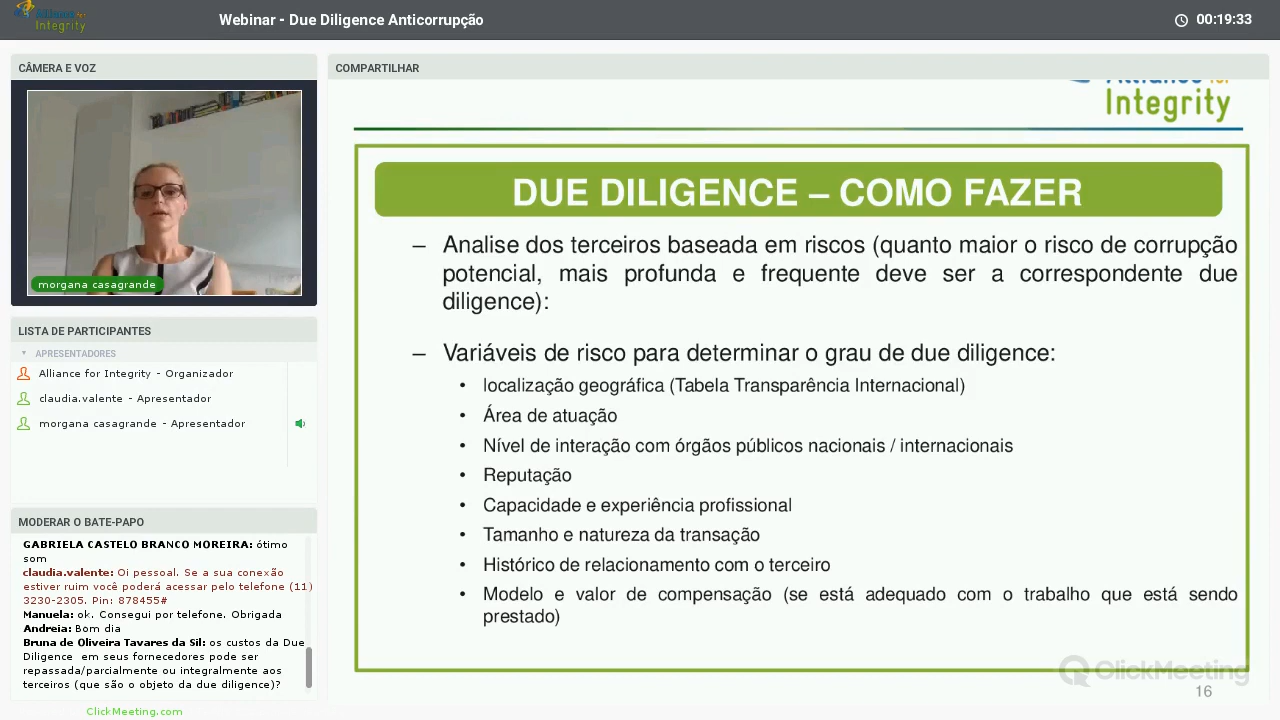 Alliance for
Integrity
Webinar - Due Diligence Anticorrupção
00:19:33
CÂMERA E VOZ
morgana casagrande
LISTA DE PARTICIPANTES
APRESENTADORES
Alliance for Integrity - Organizador
claudia.valente - Apresentador
morgana casagrande - Apresentador
MODERAR O BATE-PAPO
GABRIELA CASTELO BRANCO MOREIRA: ótimo
som
claudia.valente: Oi pessoal. Se a sua conexão
estiver ruim você poderá acessar pelo telefone (11)
3230-2305. Pin: 878455#
Manuela: ok. Consegui por telefone. Obrigada
Andreia: Bom dia
Bruna de Oliveira Tavares da Sil: os custos da Due
Diligence em seus fornecedores pode ser
repassada/parcialmente ou integralmente aos
terceiros (que são o objeto da due diligence)?
ClickMeeting.com
COMPARTILHAR
Alliance for
Integrity
DUE DILIGENCE – COMO FAZER
– Analise dos terceiros baseada em riscos (quanto maior o risco de corrupção
potencial, mais profunda e frequente deve ser a correspondente due
diligence):
– Variáveis de risco para determinar o grau de due diligence:
• localização geográfica (Tabela Transparência Internacional)
• Área de atuação
• Nível de interação com órgãos públicos nacionais / internacionais
• Reputação
• Capacidade e experiência profissional
• Tamanho e natureza da transação
• Histórico de relacionamento com o terceiro
• Modelo e valor de compensação (se está adequado com o trabalho que está sendo
prestado)
ClickMeeting
16